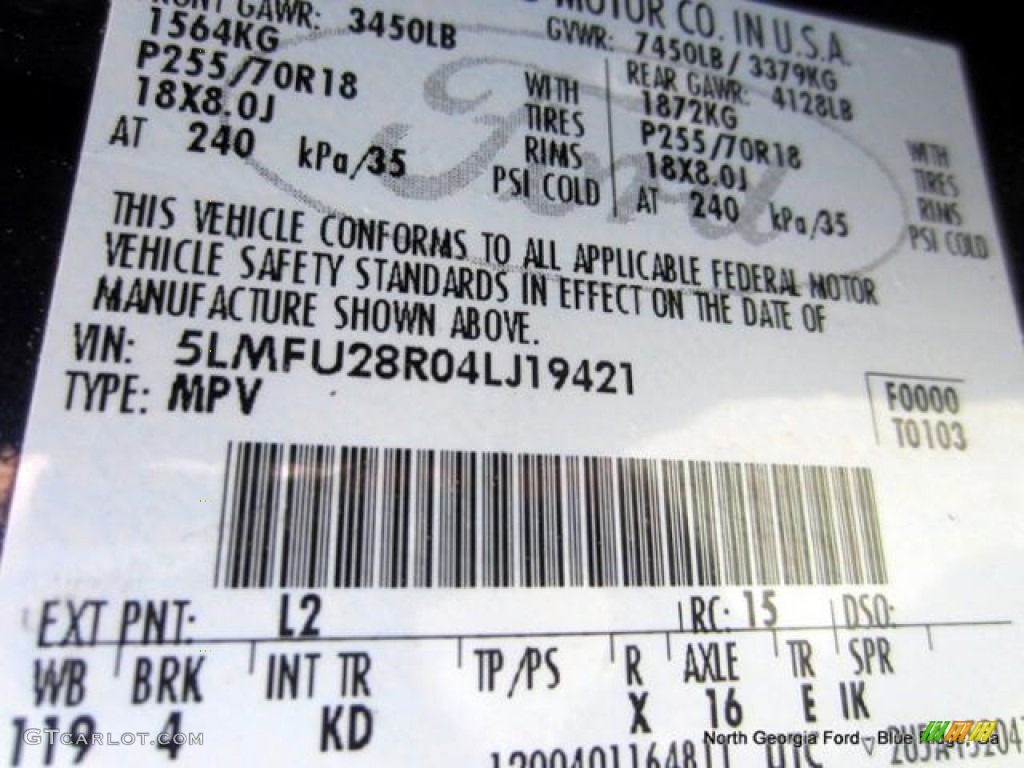 MOTOR CO. IN U.S.A.
FRONT GAWR: 3450LB
1564KG
P255/70R18
18X8.0J
AT 240 kPa/35
WITH
TIRES
RIMS
PSI COLD
GVWR: 7450LB / 3379KG
REAR GAWR: 4128LB
1872KG
P255/70R18
18X8.0J
AT 240 kPa/35
WITH
TIRES
RIMS
PSI COLD
Ford
THIS VEHICLE CONFORMS TO ALL APPLICABLE FEDERAL MOTOR
VEHICLE SAFETY STANDARDS IN EFFECT ON THE DATE OF
MANUFACTURE SHOWN ABOVE.
VIN: 5LMFU28R04LJ19421
TYPE: MPV
F0000
T0103
EXT PNT: L2 RC: 15 DSO:
WB BRK INT TR TP/PS R AXLE TR SPR
119 4 KD X 16 E IK
GTCARLOT.COM
North Georgia Ford - Blue Ridge, Ga